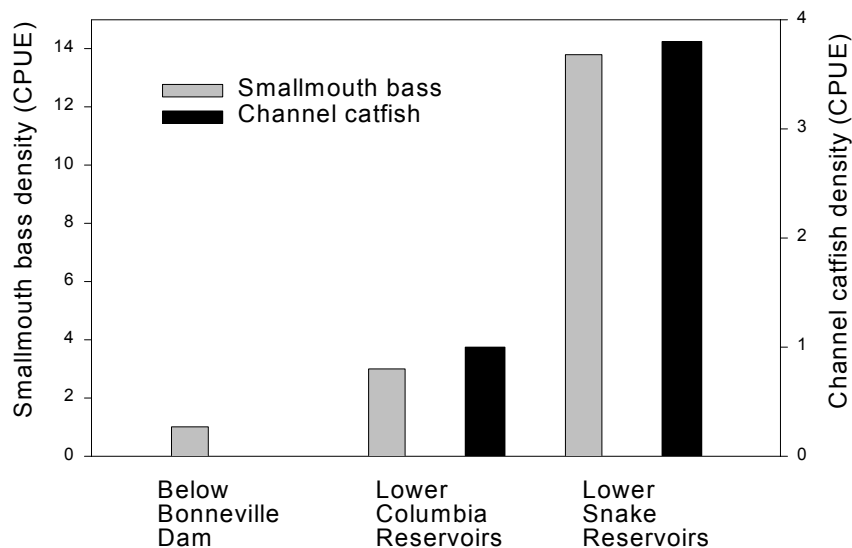 Smallmouth bass density (CPUE)
14
12
10
8
6
4
2
0
Smallmouth bass
Channel catfish
4
3
2
1
0
Channel catfish density (CPUE)
Below
Bonneville
Dam
Lower
Columbia
Reservoirs
Lower
Snake
Reservoirs